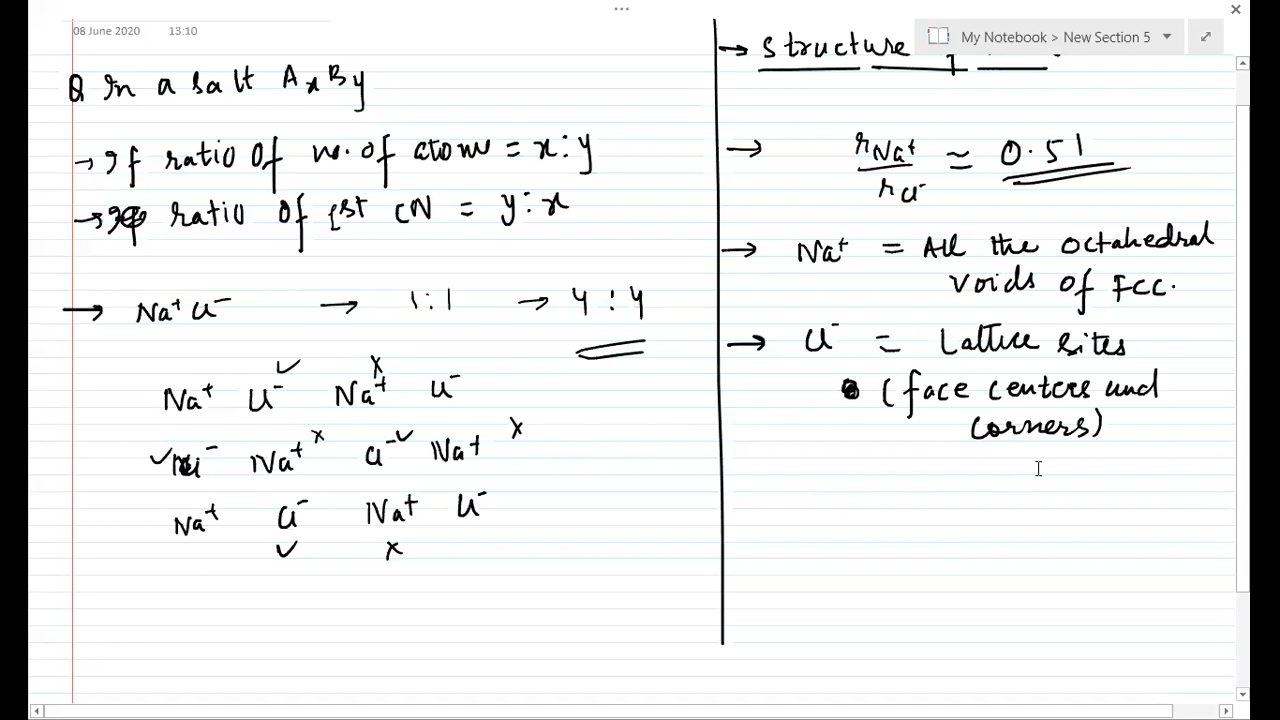 08 June 2020 13:10
Q In a salt AxBy
→ If ratio of no. of atoms = x:y
→ ratio of 1st CN = y:x
→ Na⁺Cl⁻ → 1:1 → 4:4
Na⁺ Cl⁻ ✓ Na⁺ x Cl⁻
✓ Cl⁻ Na⁺ x Cl⁻ ✓ Na⁺ x
Na⁺ Cl⁻ Na⁺ Cl⁻
✓ x
My Notebook > New Section 5
→ structure
→ rNa⁺/rCl⁻ ≃ 0.51
→ Na⁺ = All the octahedral
voids of FCC.
→ Cl⁻ = Lattice sites
(face centers and
corners)